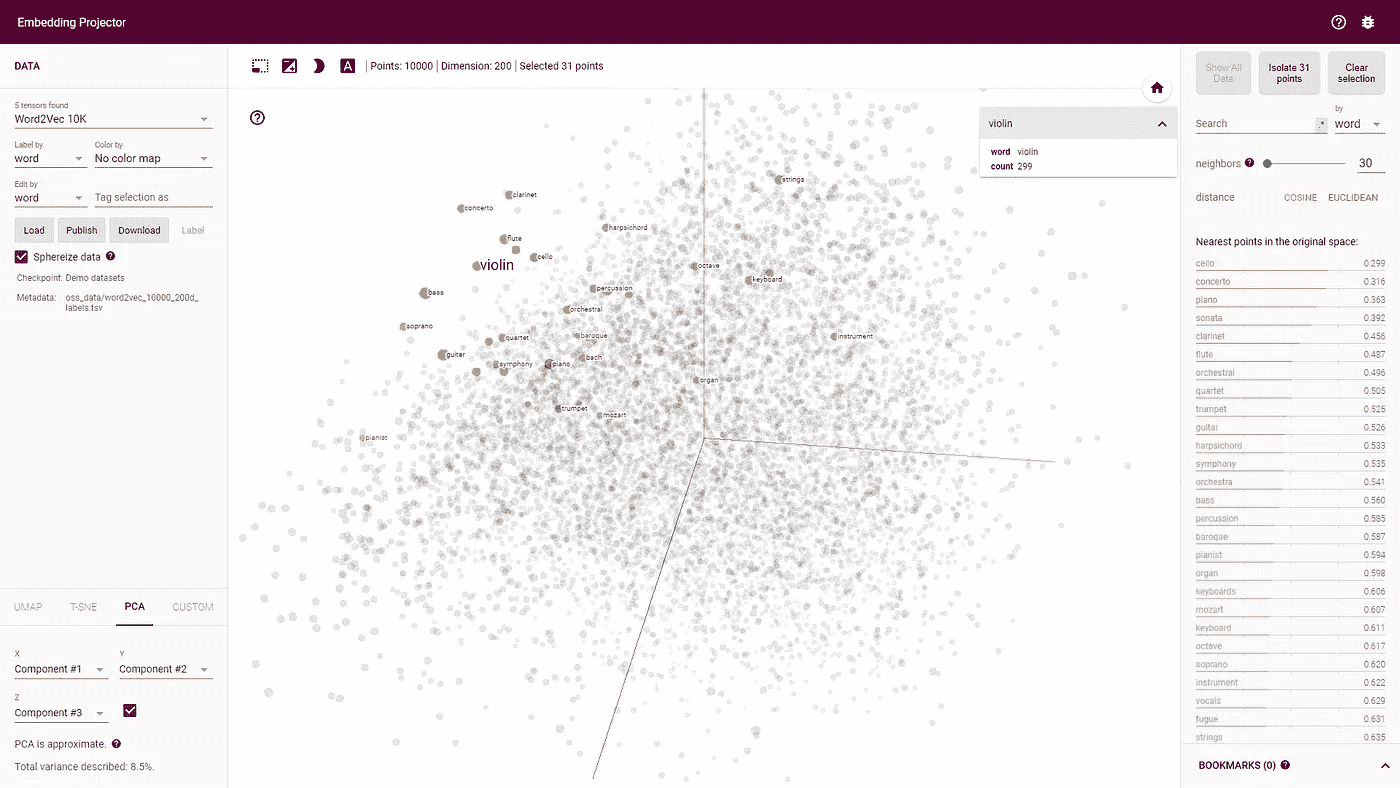 Embedding Projector
DATA
5 tensors found
Word2Vec 10K
Label by
Color by
word
No color map
Edit by
word
Tag selection as
Load
Publish
Download
Label
Sphereize data
Checkpoint: Demo datasets
Metadata: oss_data/word2vec_10000_200d_
labels.tsv
UMAP
T-SNE
PCA
CUSTOM
X
Y
Component #1
Component #2
Z
Component #3
PCA is approximate.
Total variance described: 8.5%.
A
Points: 10000 | Dimension: 200 | Selected 31 points
violin
word violin
count 299
strings
clarinet
concerto
harpsichord
flute
cello
violin
octave
keyboard
percussion
bass
orchestral
soprano
baroque
quartet
instrument
guitar
bach
symphony
piano
organ
trumpet
mozart
pianist
Show All
Data
Isolate 31
points
Clear
selection
Search
.*
by
word
neighbors
30
distance
COSINE
EUCLIDEAN
Nearest points in the original space:
cello 0.299
concerto 0.316
piano 0.363
sonata 0.392
clarinet 0.456
flute 0.487
orchestral 0.496
quartet 0.505
trumpet 0.525
guitar 0.526
harpsichord 0.533
symphony 0.535
orchestra 0.541
bass 0.560
percussion 0.585
baroque 0.587
pianist 0.594
organ 0.598
keyboards 0.606
mozart 0.607
keyboard 0.611
octave 0.617
soprano 0.620
instrument 0.622
vocals 0.629
fugue 0.631
strings 0.635
BOOKMARKS (0)